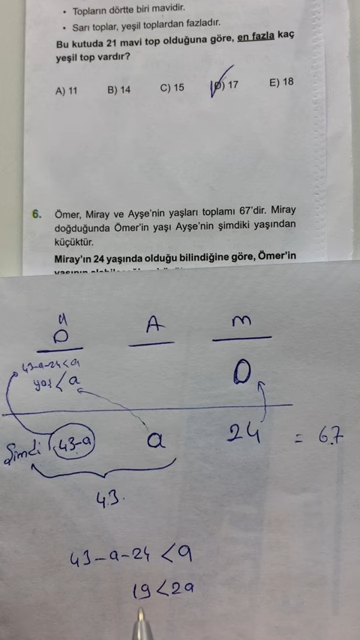 • Topların dörtte biri mavidir.
• Sarı toplar, yeşil toplardan fazladır.
Bu kutuda 21 mavi top olduğuna göre, en fazla kaç
yeşil top vardır?
A) 11 B) 14 C) 15 D) 17 E) 18
6. Ömer, Miray ve Ayşe'nin yaşları toplamı 67'dir. Miray
doğduğunda Ömer'in yaşı Ayşe'nin şimdiki yaşından
küçüktür.
Miray'ın 24 yaşında olduğu bilindiğine göre, Ömer'in
Ö A M
43-a-24<a
yaş<a 0
Şimdi 43-a a 24 = 67
43.
43-a-24<a
19<2a